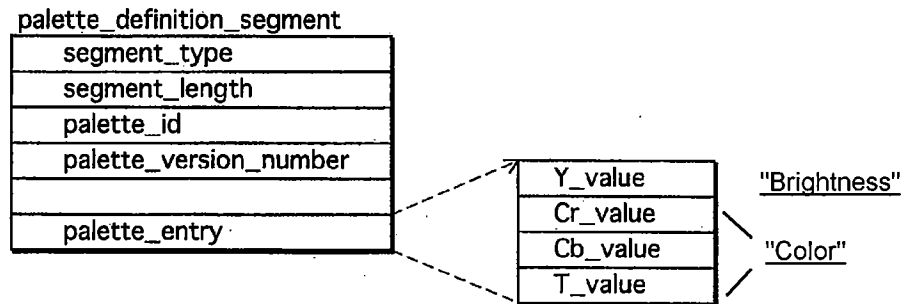 palette_definition_segment
segment_type
segment_length
palette_id
palette_version_number
palette_entry
Y_value
Cr_value
Cb_value
T_value
"Brightness"
"Color"